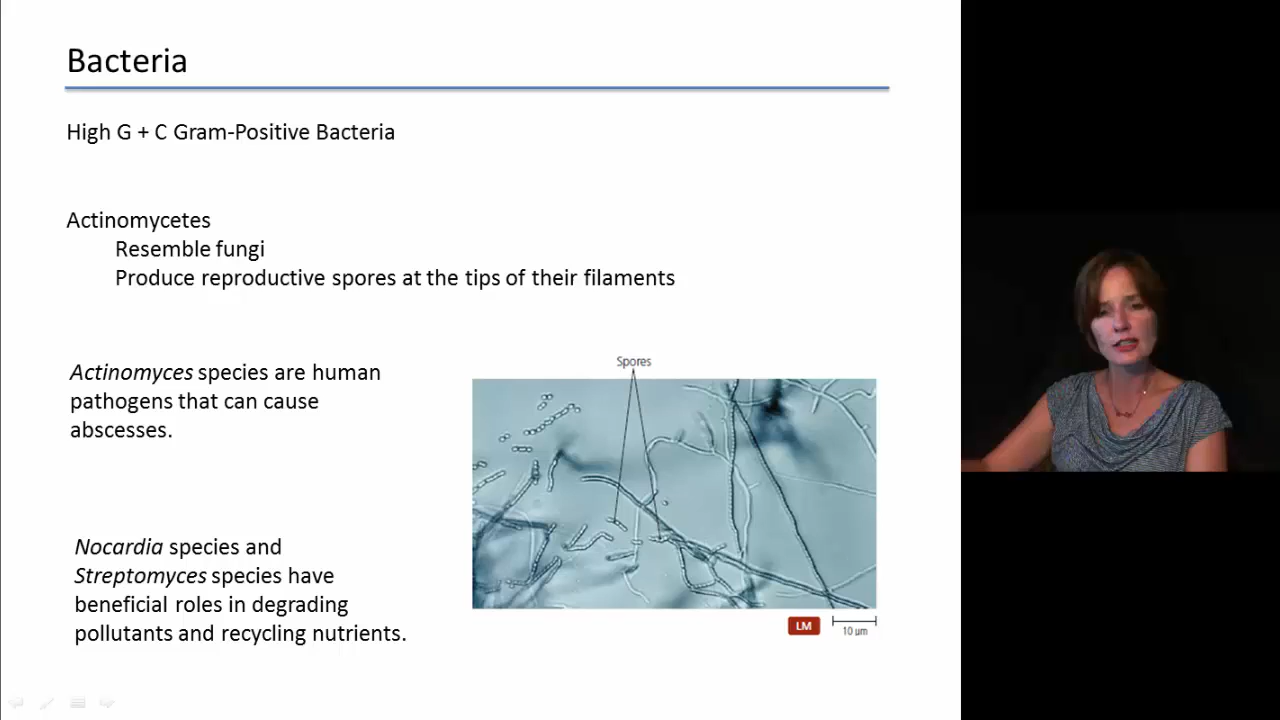 Bacteria
High G + C Gram-Positive Bacteria
Actinomycetes
Resemble fungi
Produce reproductive spores at the tips of their filaments
Actinomyces species are human
pathogens that can cause
abscesses.
Spores
Nocardia species and
Streptomyces species have
beneficial roles in degrading
pollutants and recycling nutrients.
LM
10 µm